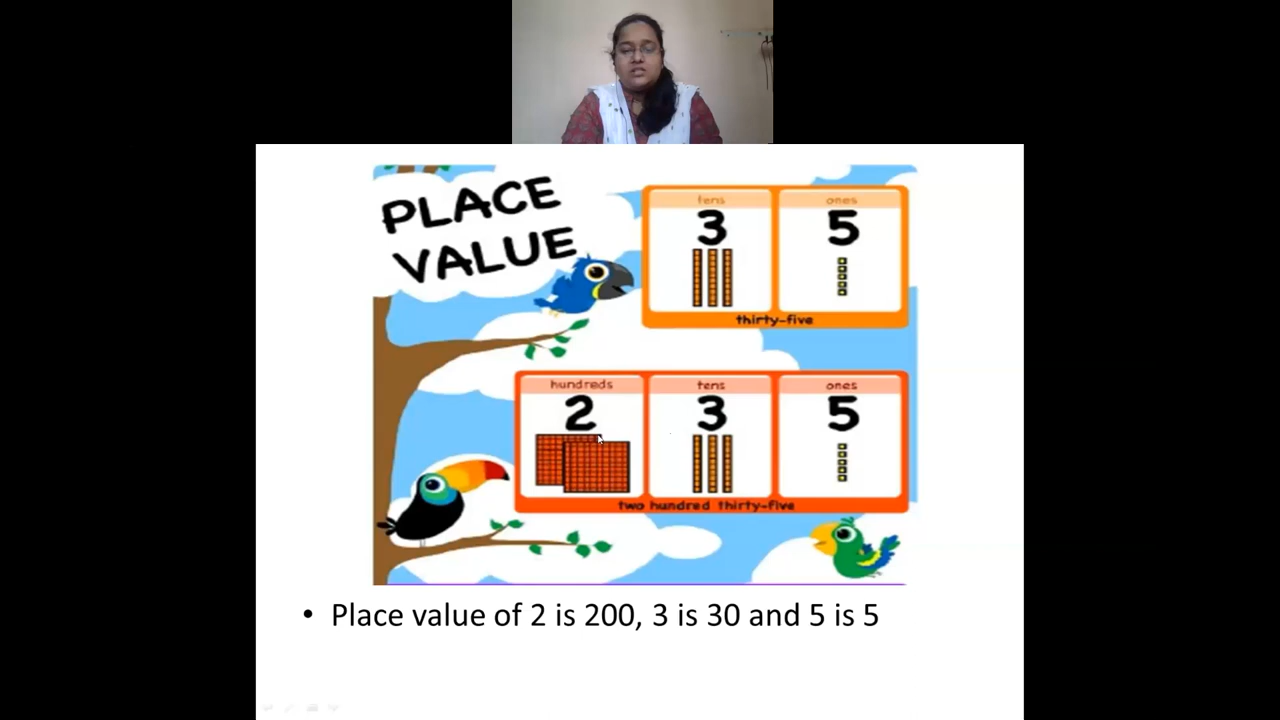 PLACE
VALUE
tens ones
3 5
thirty-five
hundreds tens ones
2 3 5
two hundred thirty-five
• Place value of 2 is 200, 3 is 30 and 5 is 5